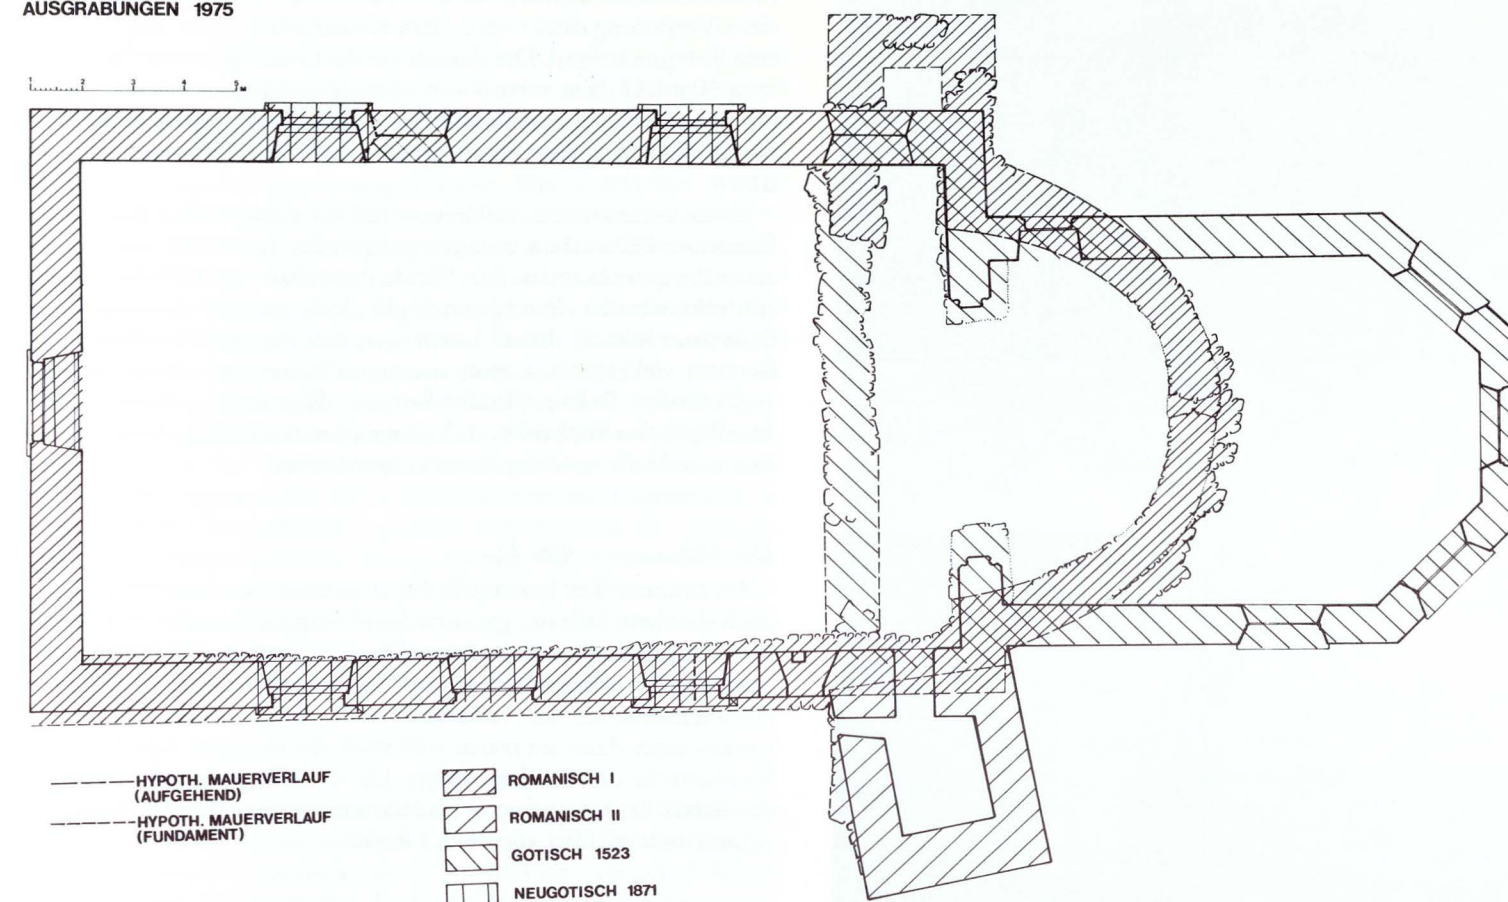 AUSGRABUNGEN 1975
1 2 3 4 5 M
HYPOTH. MAUERVERLAUF
(AUFGEHEND)
HYPOTH. MAUERVERLAUF
(FUNDAMENT)
ROMANISCH I
ROMANISCH II
GOTISCH 1523
NEUGOTISCH 1871